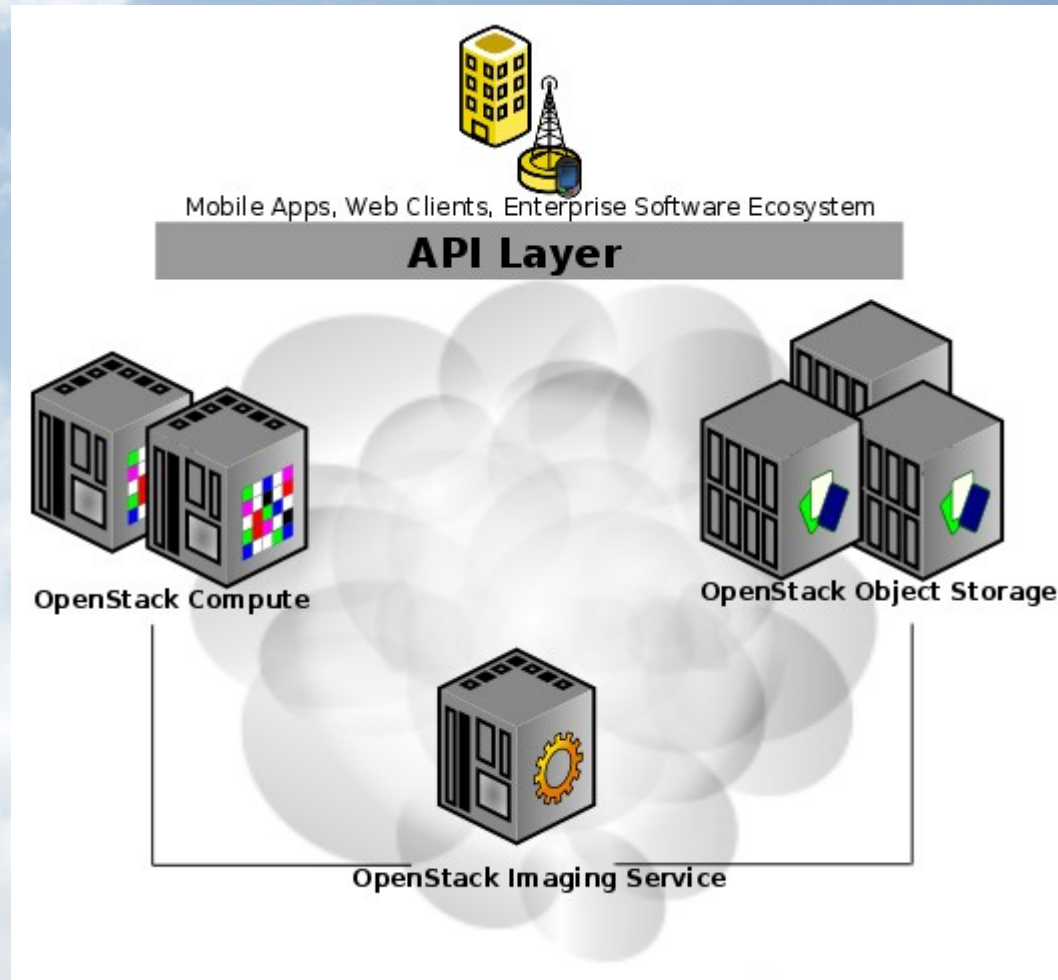 Mobile Apps, Web Clients, Enterprise Software Ecosystem
API Layer
OpenStack Compute
OpenStack Object Storage
OpenStack Imaging Service